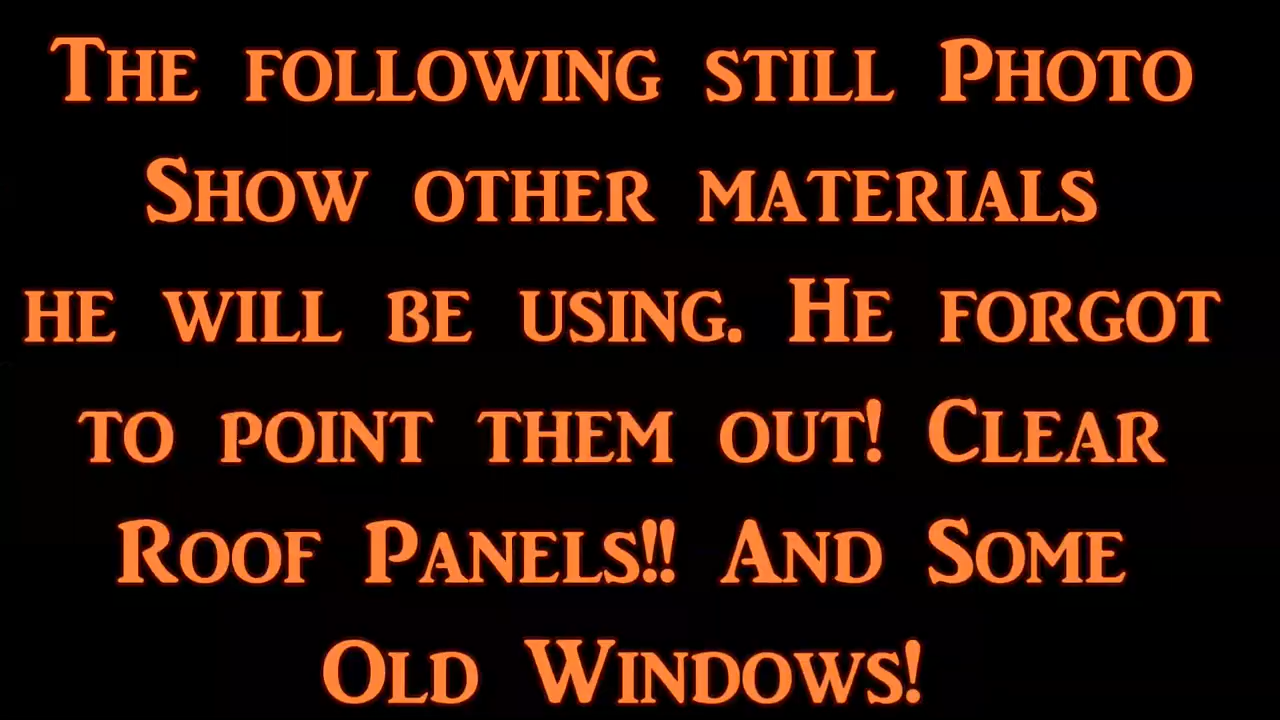 The following still Photo
Show other materials
he will be using. He forgot
to point them out! Clear
Roof Panels!! And Some
Old Windows!